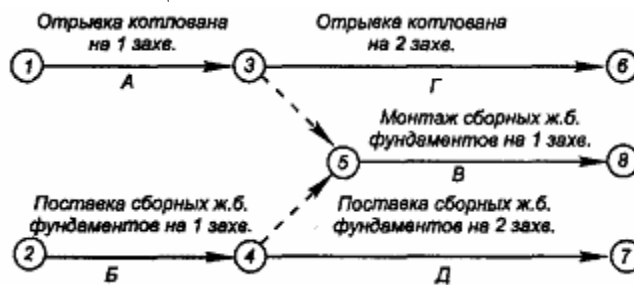 Отрывка котлована
на 1 захв.
Отрывка котлована
на 2 захв.
1
А
3
Г
6
Монтаж сборных ж.б.
фундаментов на 1 захв.
5
В
8
Поставка сборных ж.б.
фундаментов на 1 захв.
Поставка сборных ж.б.
фундаментов на 2 захв.
2
Б
4
Д
7